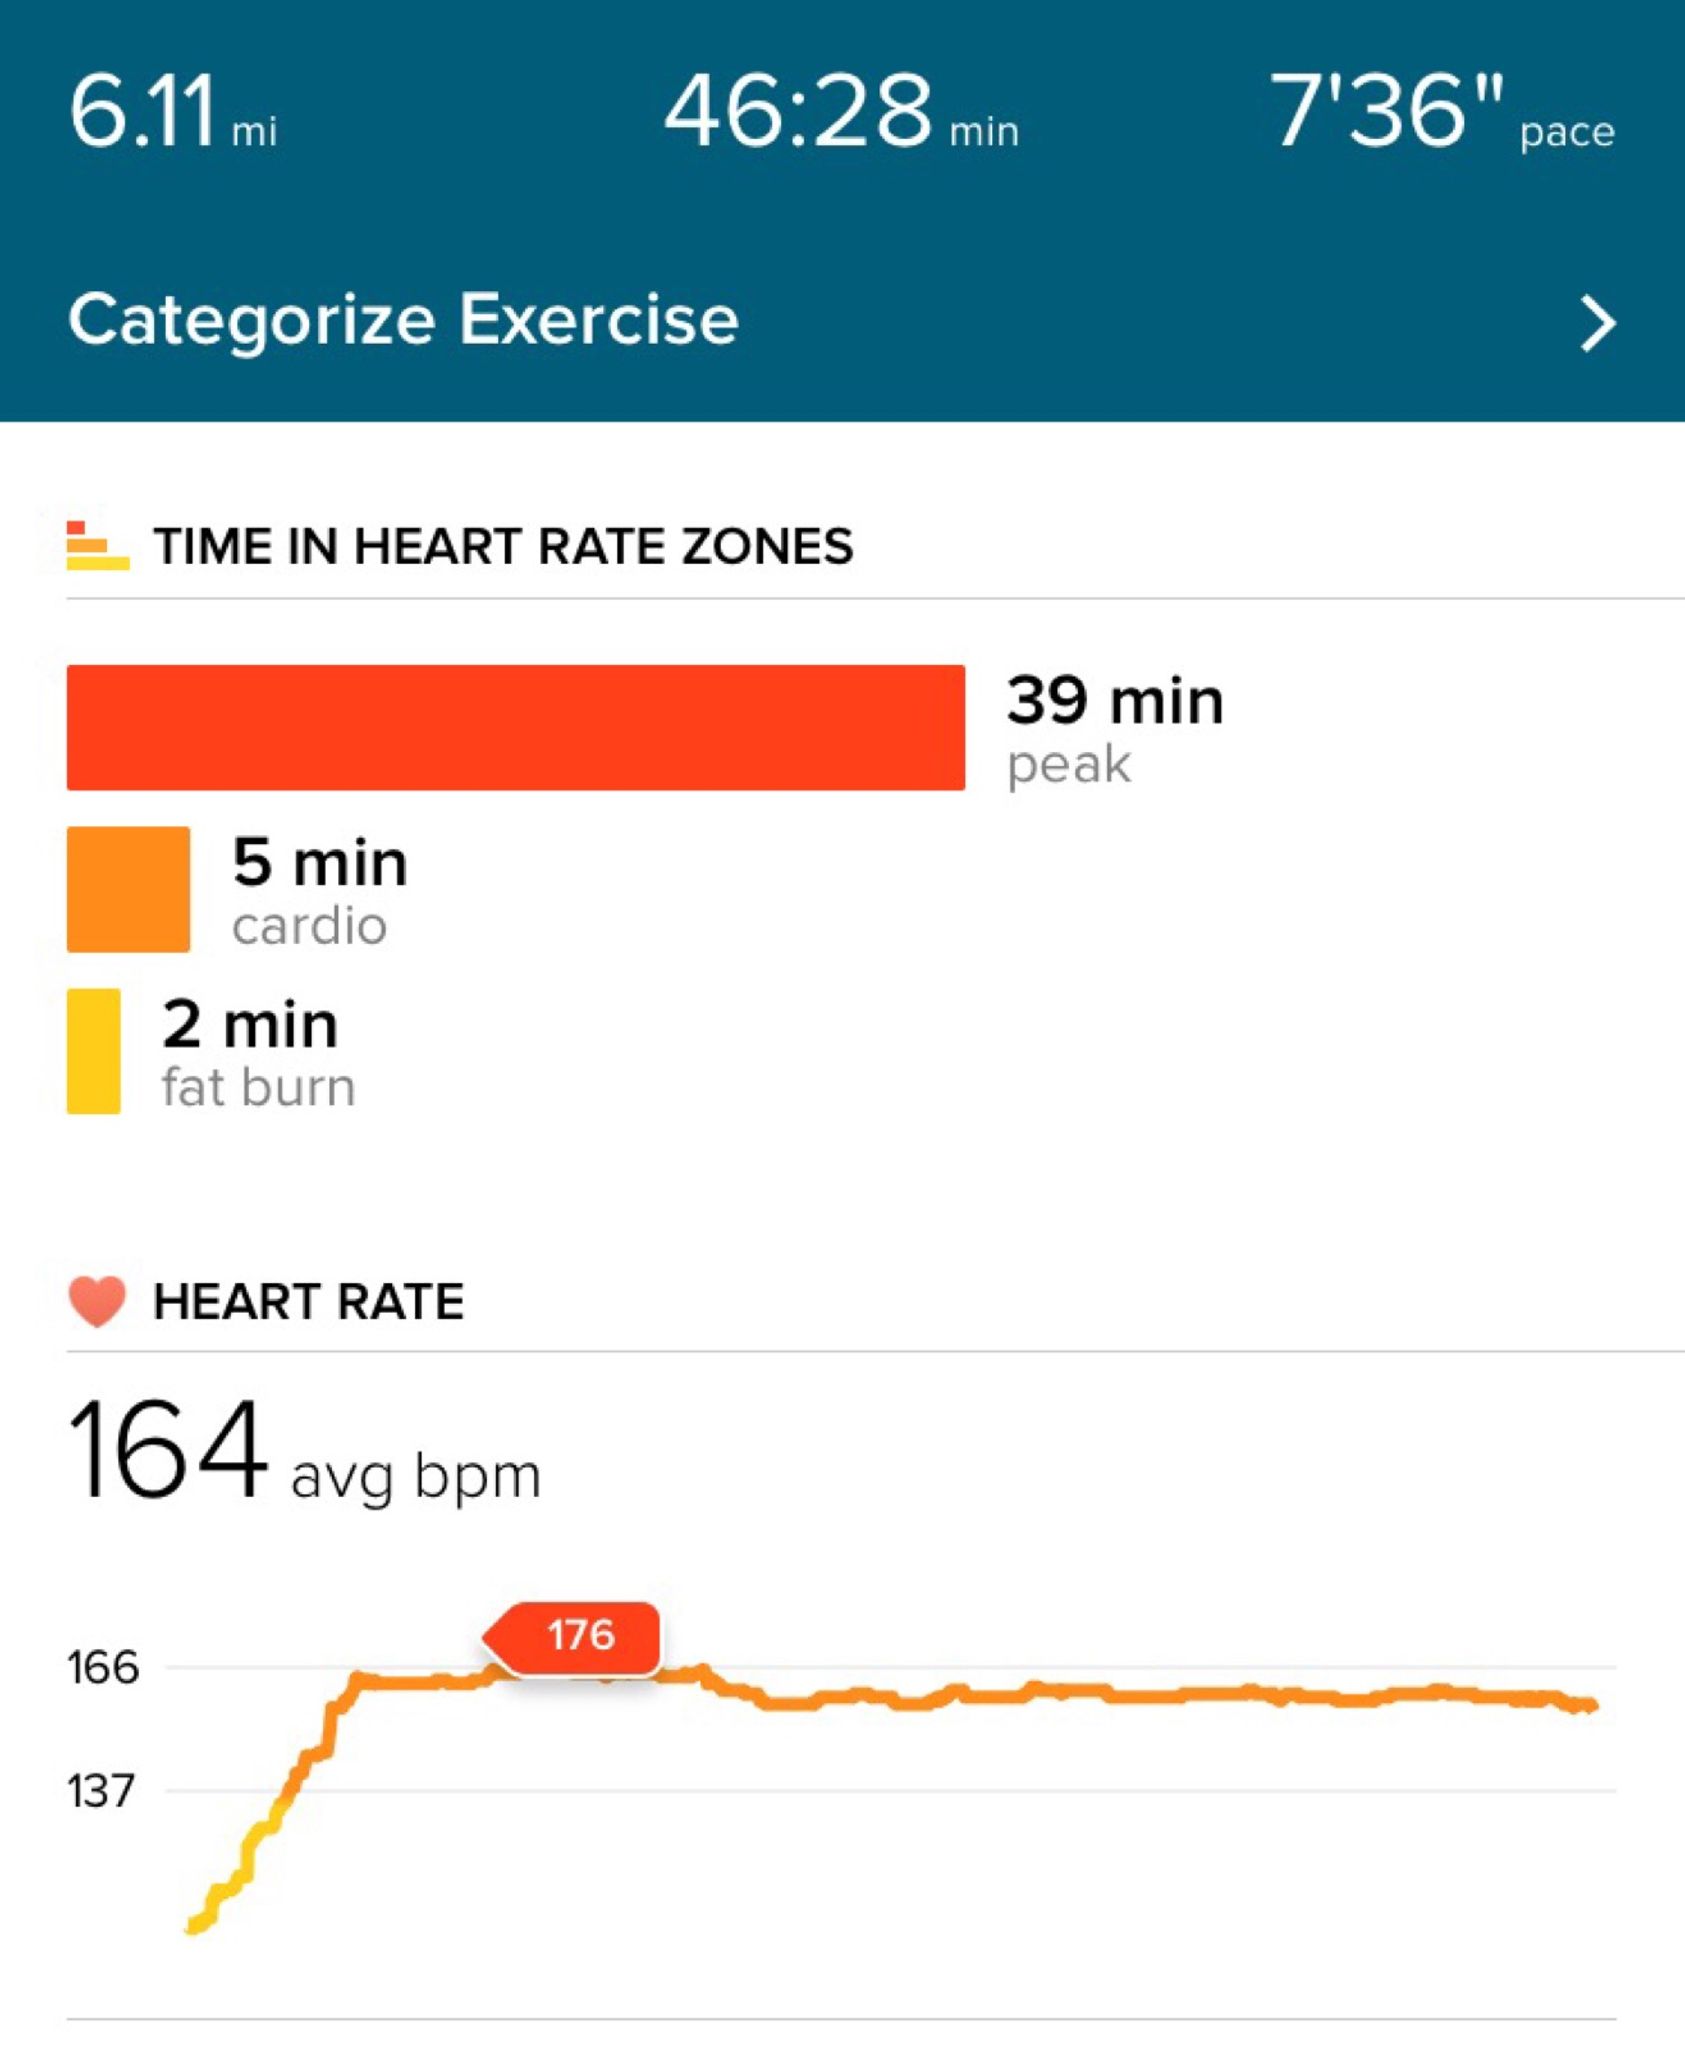 6.11 mi 46:28 min 7'36" pace
Categorize Exercise
TIME IN HEART RATE ZONES
39 min
peak
5 min
cardio
2 min
fat burn
HEART RATE
164 avg bpm
176
166
137